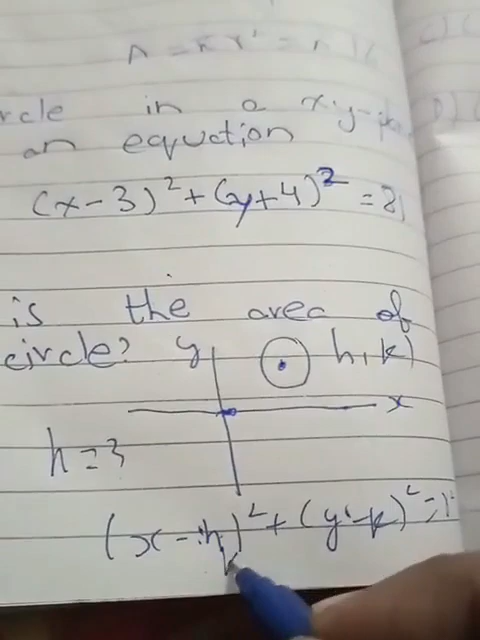 rcle in a xy-
an equation
(x-3)² + (y+4)² = 81
is the area of
circle? y h, k)
x
h = 3
(x-h)² + (y-k)² = r²
k